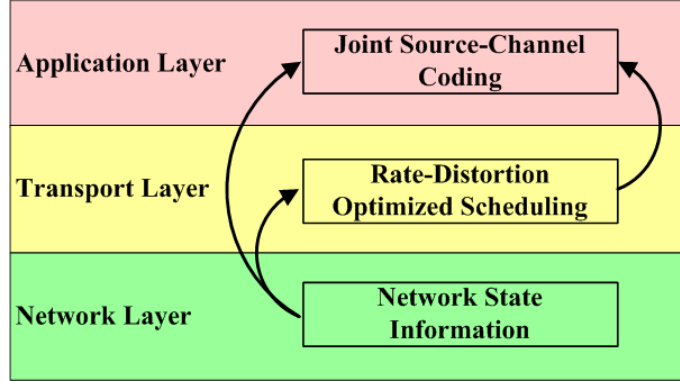 Application Layer
Joint Source-Channel
Coding
Transport Layer
Rate-Distortion
Optimized Scheduling
Network Layer
Network State
Information